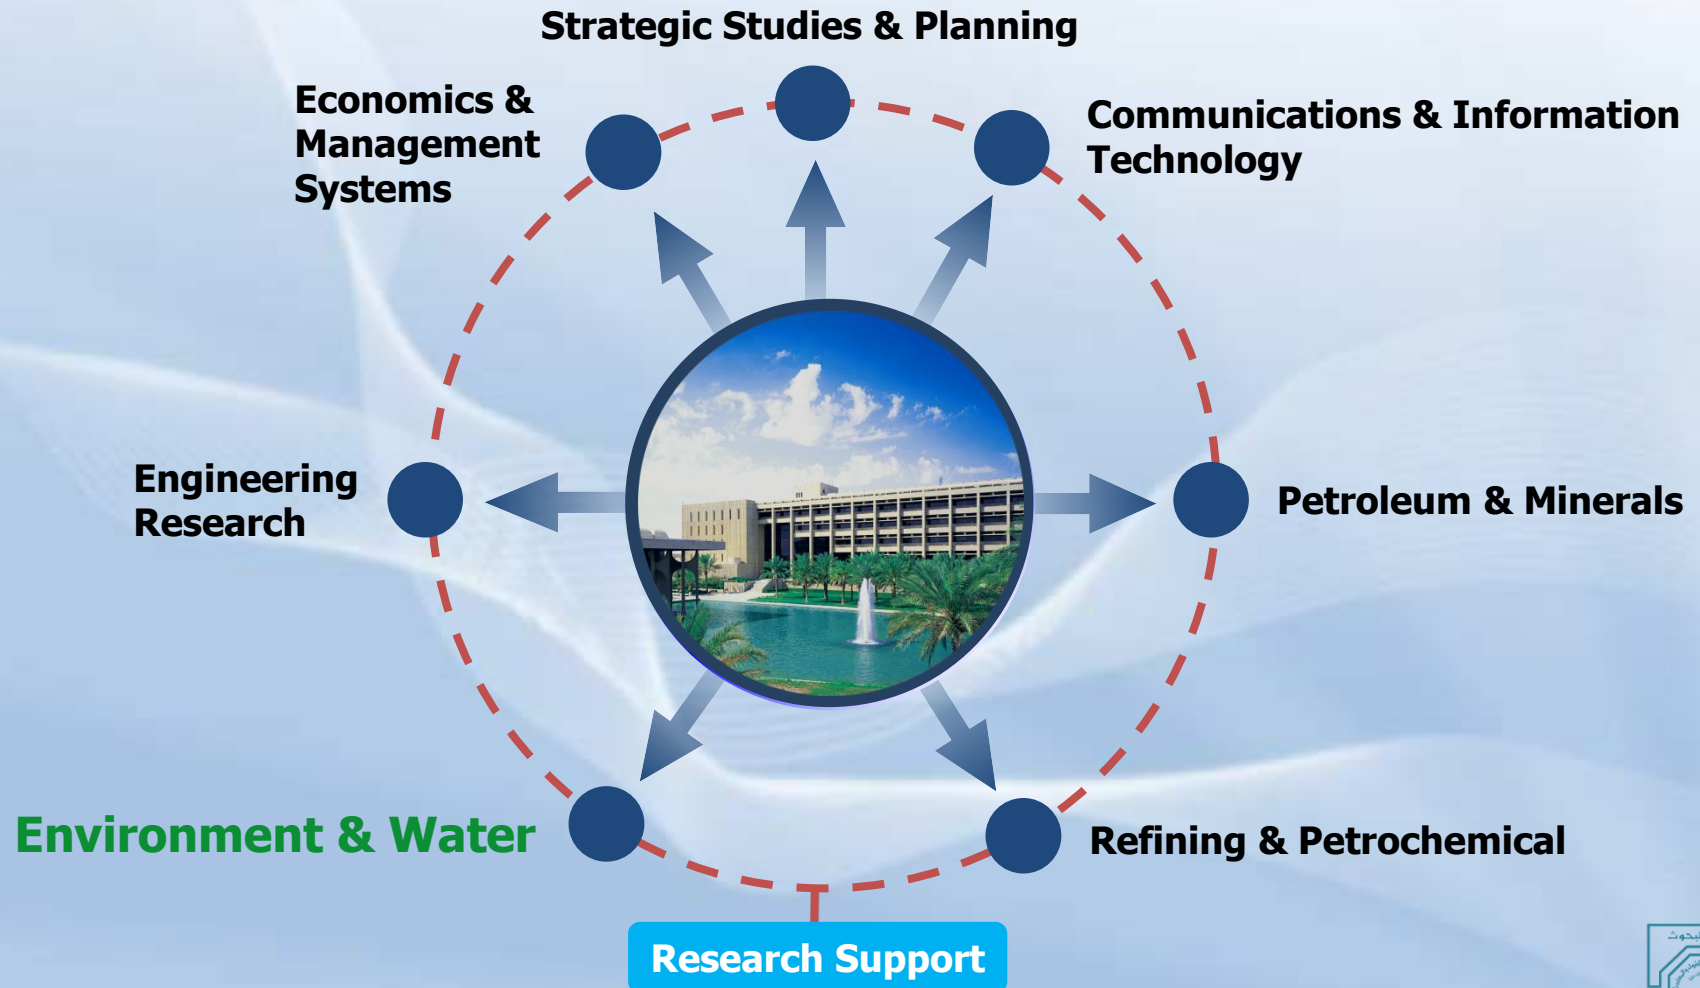 Strategic Studies & Planning
Economics &
Management
Systems
Communications & Information
Technology
Engineering
Research
Petroleum & Minerals
Environment & Water
Refining & Petrochemical
Research Support